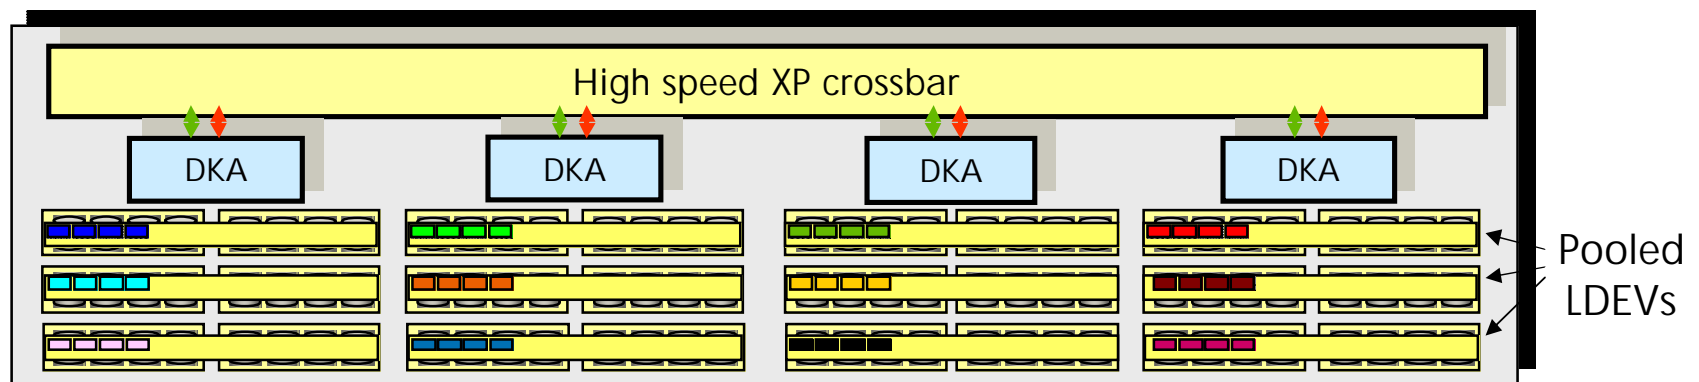 High speed XP crossbar
DKA
DKA
DKA
DKA
Pooled
LDEVs